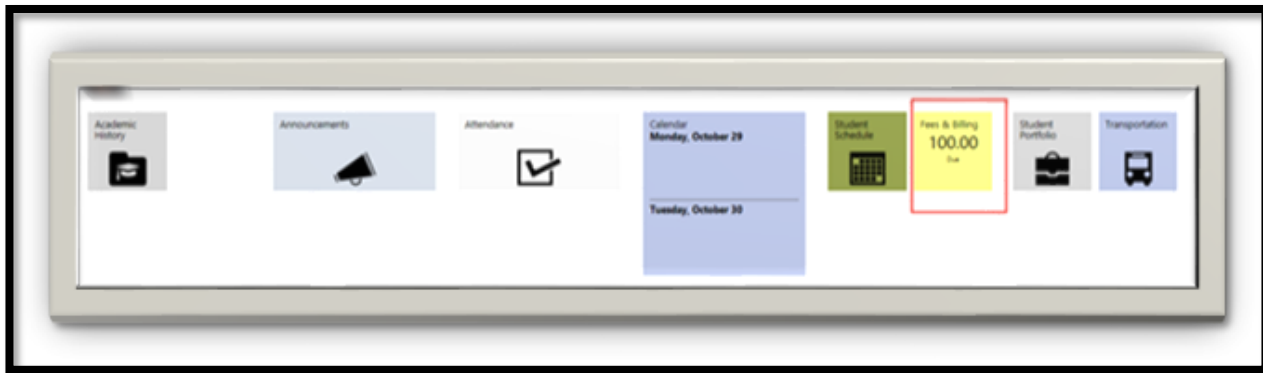 Academic
History
Announcements
Attendance
Calendar
Monday, October 29
Tuesday, October 30
Student
Schedule
Fees & Billing
100.00
Due
Student
Portfolio
Transportation